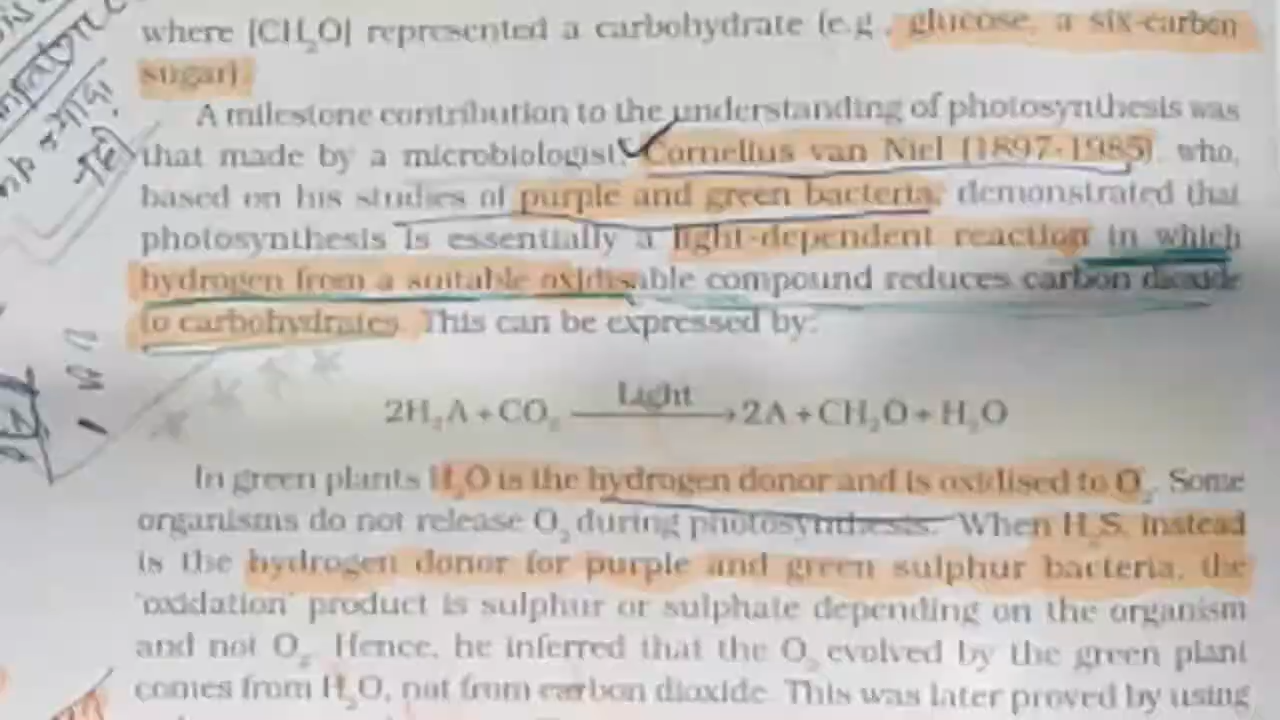 where [CH₂O] represented a carbohydrate (e.g., glucose, a six-carbon
sugar).
A milestone contribution to the understanding of photosynthesis was
that made by a microbiologist, Cornelius van Niel (1897-1985), who,
based on his studies of purple and green bacteria, demonstrated that
photosynthesis is essentially a light-dependent reaction in which
hydrogen from a suitable oxidisable compound reduces carbon dioxide
to carbohydrates. This can be expressed by:
2H₂A + CO₂ Light → 2A + CH₂O + H₂O
In green plants H₂O is the hydrogen donor and is oxidised to O₂. Some
organisms do not release O₂ during photosynthesis. When H₂S, instead
is the hydrogen donor for purple and green sulphur bacteria, the
'oxidation' product is sulphur or sulphate depending on the organism
and not O₂. Hence, he inferred that the O₂ evolved by the green plant
comes from H₂O, not from carbon dioxide. This was later proved by using